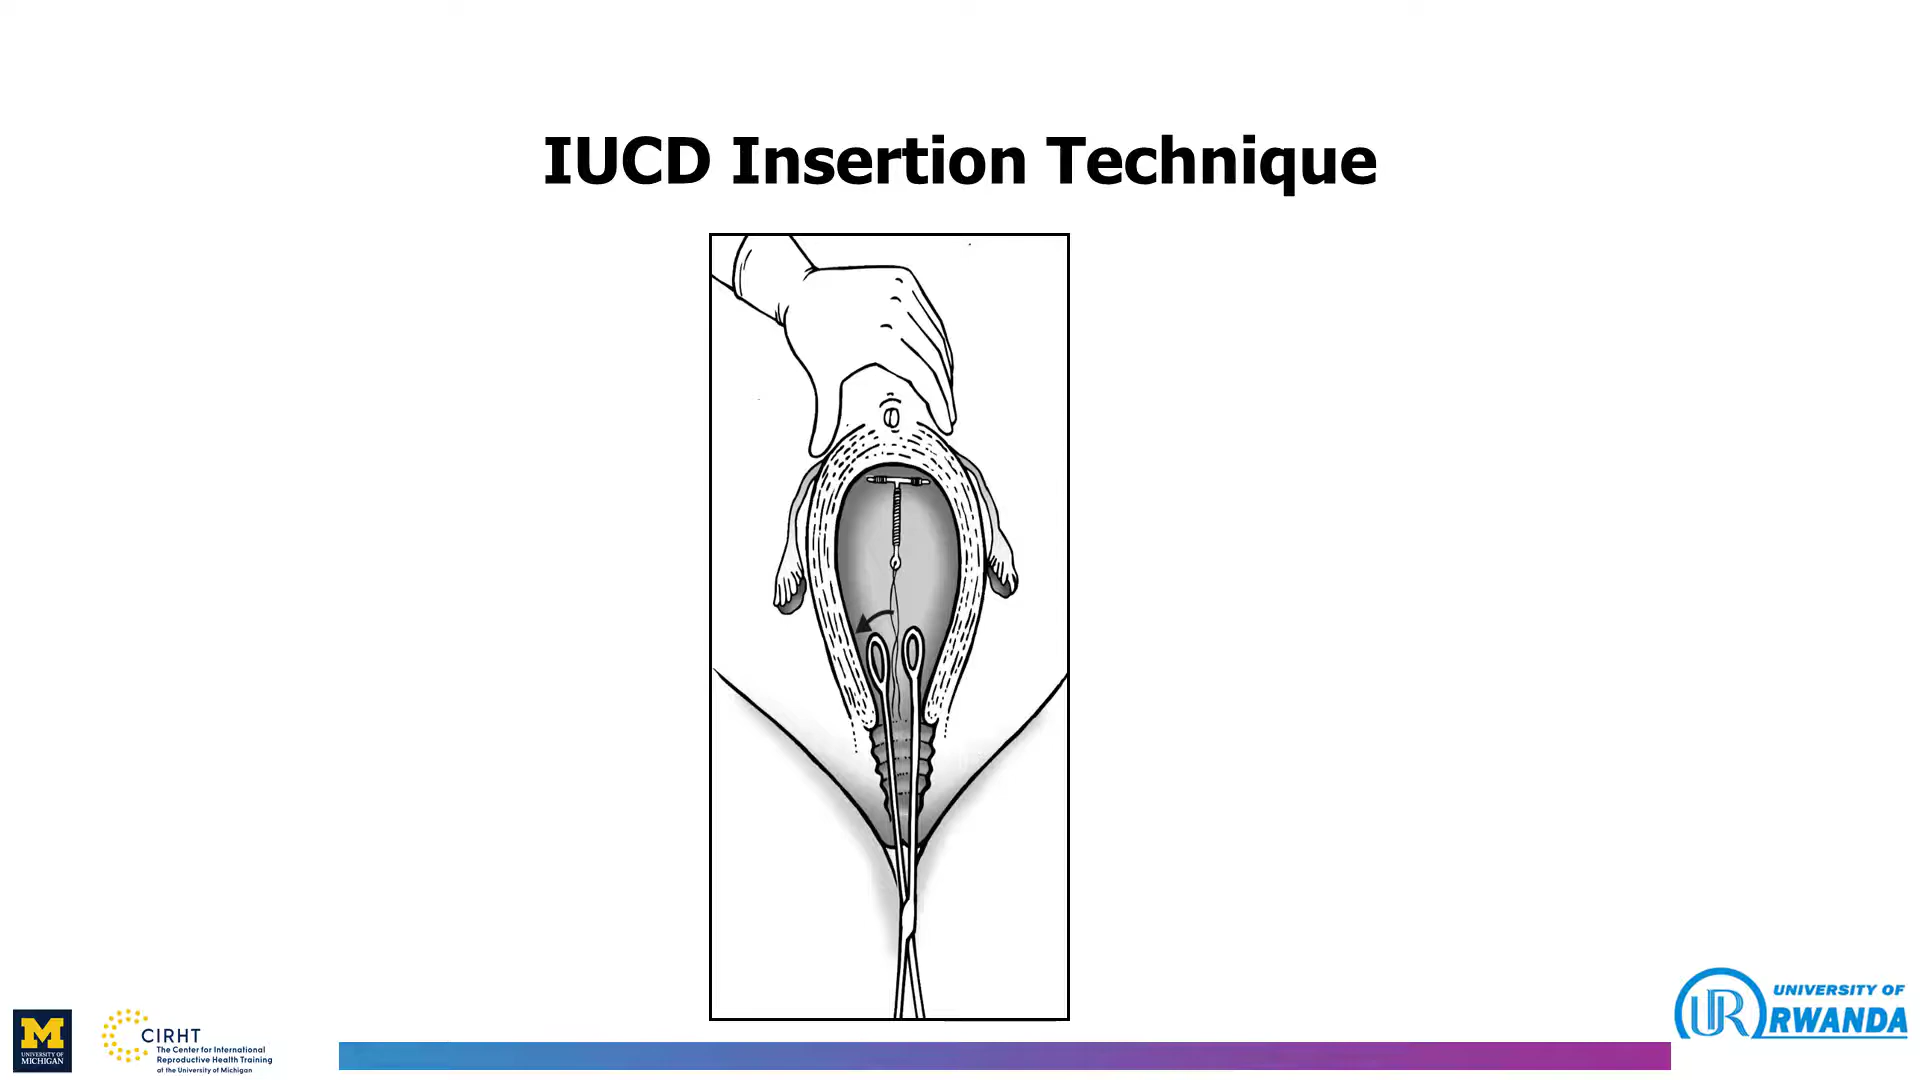 IUCD Insertion Technique
M
UNIVERSITY OF
MICHIGAN
CIRHT
The Center for International
Reproductive Health Training
at the University of Michigan
UR
UNIVERSITY OF
RWANDA